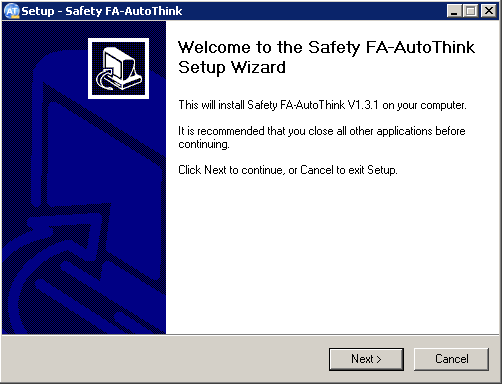 AT Setup - Safety FA-AutoThink
Welcome to the Safety FA-AutoThink
Setup Wizard
This will install Safety FA-AutoThink V1.3.1 on your computer.
It is recommended that you close all other applications before
continuing.
Click Next to continue, or Cancel to exit Setup.
Next >
Cancel